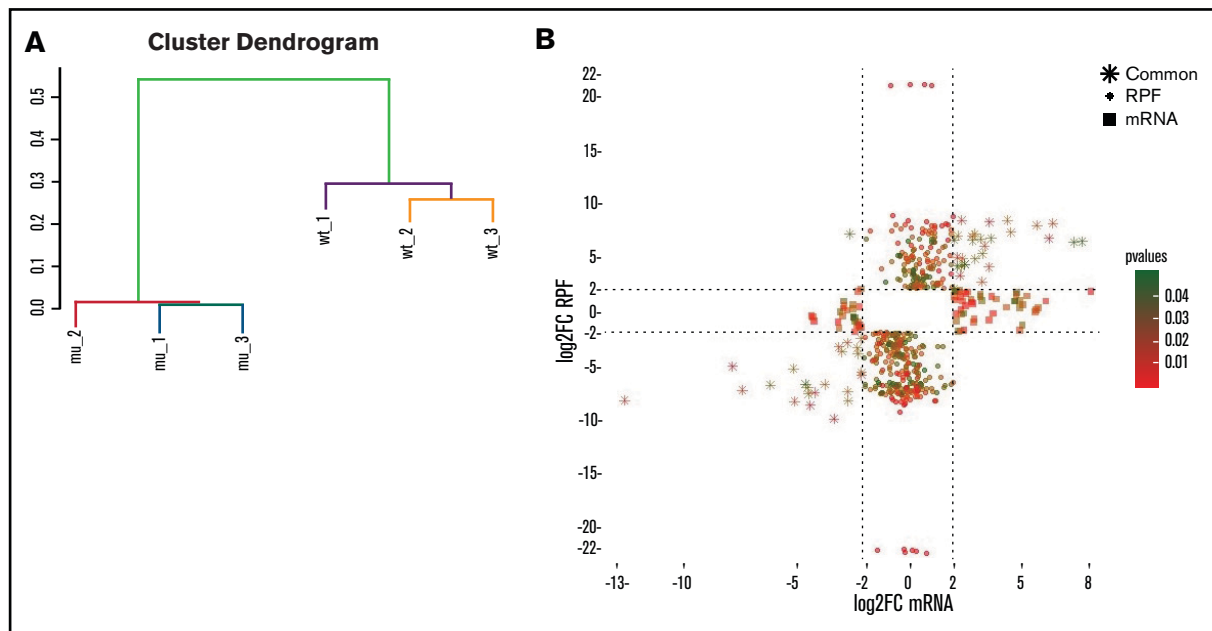 A
Cluster Dendrogram
0.5
0.4
0.3
0.2
0.1
0.0
mu_2
mu_1
mu_3
wt_1
wt_2
wt_3
B
22-
20-
15-
10-
5-
2-
0-
-2-
-5-
-10-
-15-
-20-
-22-
log2FC RPF
-13-
-10
-5
-2
0
2
5
8
log2FC mRNA
Common
RPF
mRNA
pvalues
0.04
0.03
0.02
0.01